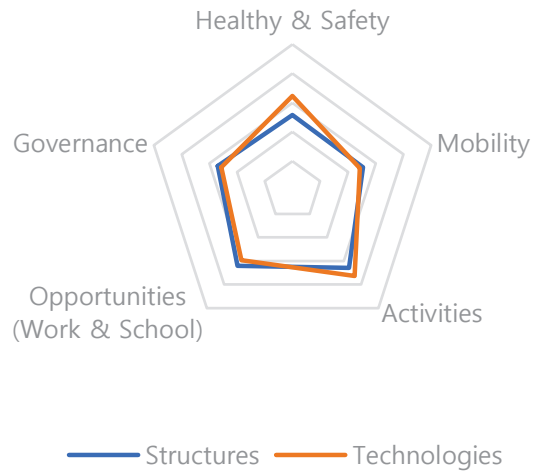 Healthy & Safety
Governance
Mobility
Opportunities
(Work & School)
Activities
Structures
Technologies